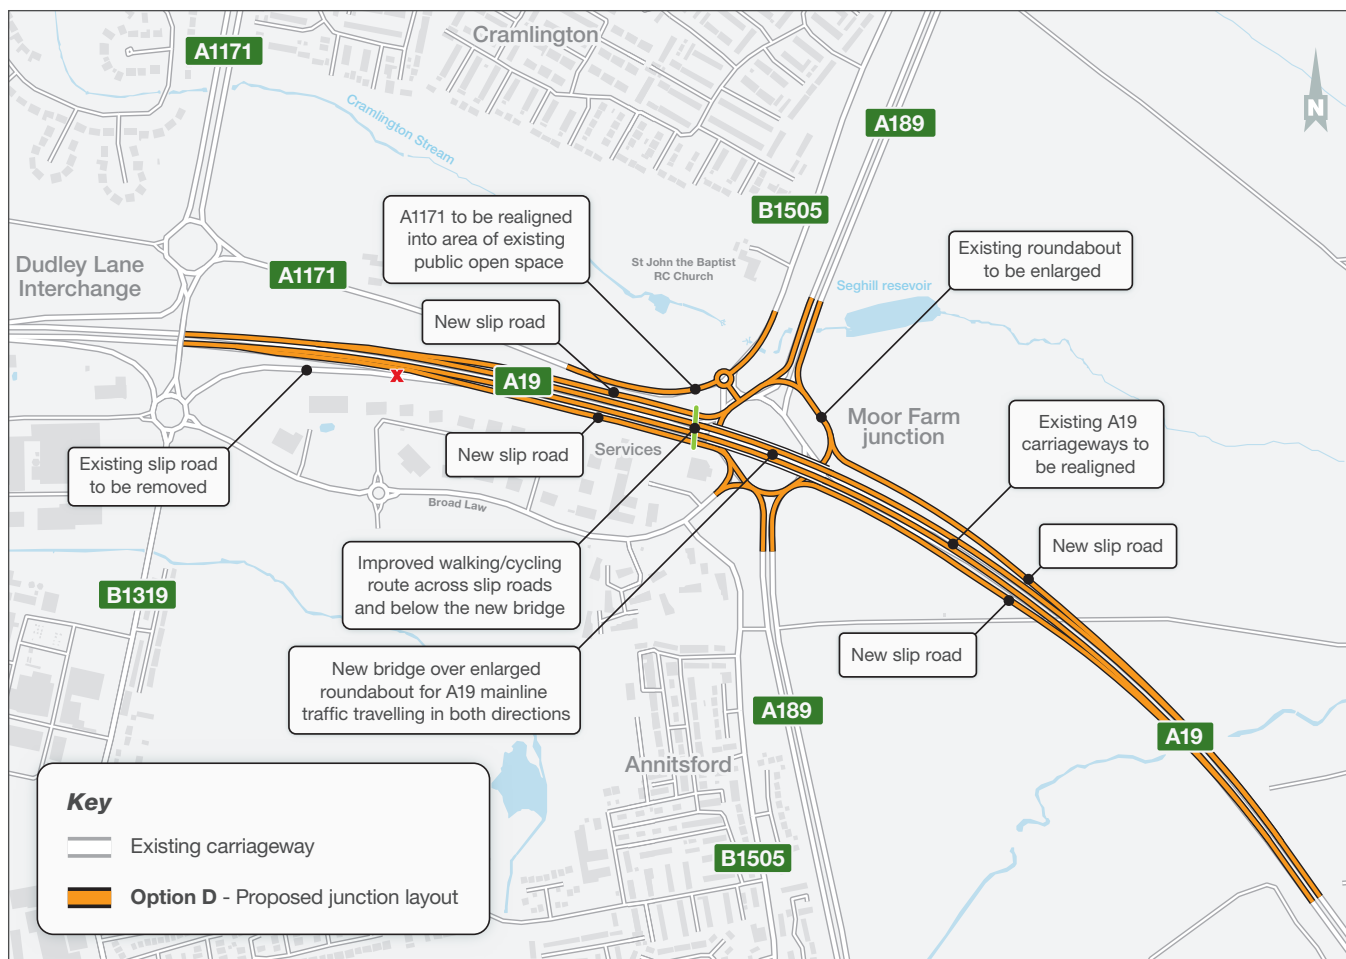 Cramlington
A1171
Cramlington Stream
A189
N
B1505
A1171 to be realigned
into area of existing
public open space
Existing roundabout
to be enlarged
Dudley Lane
Interchange
A1171
St John the Baptist
RC Church
Seghill resevoir
New slip road
X
A19
Moor Farm
junction
Existing A19
carriageways to
be realigned
Existing slip road
to be removed
New slip road
Services
Broad Law
New slip road
Improved walking/cycling
route across slip roads
and below the new bridge
B1319
New slip road
New bridge over enlarged
roundabout for A19 mainline
traffic travelling in both directions
A189
A19
Annitsford
B1505
Key
Existing carriageway
Option D - Proposed junction layout